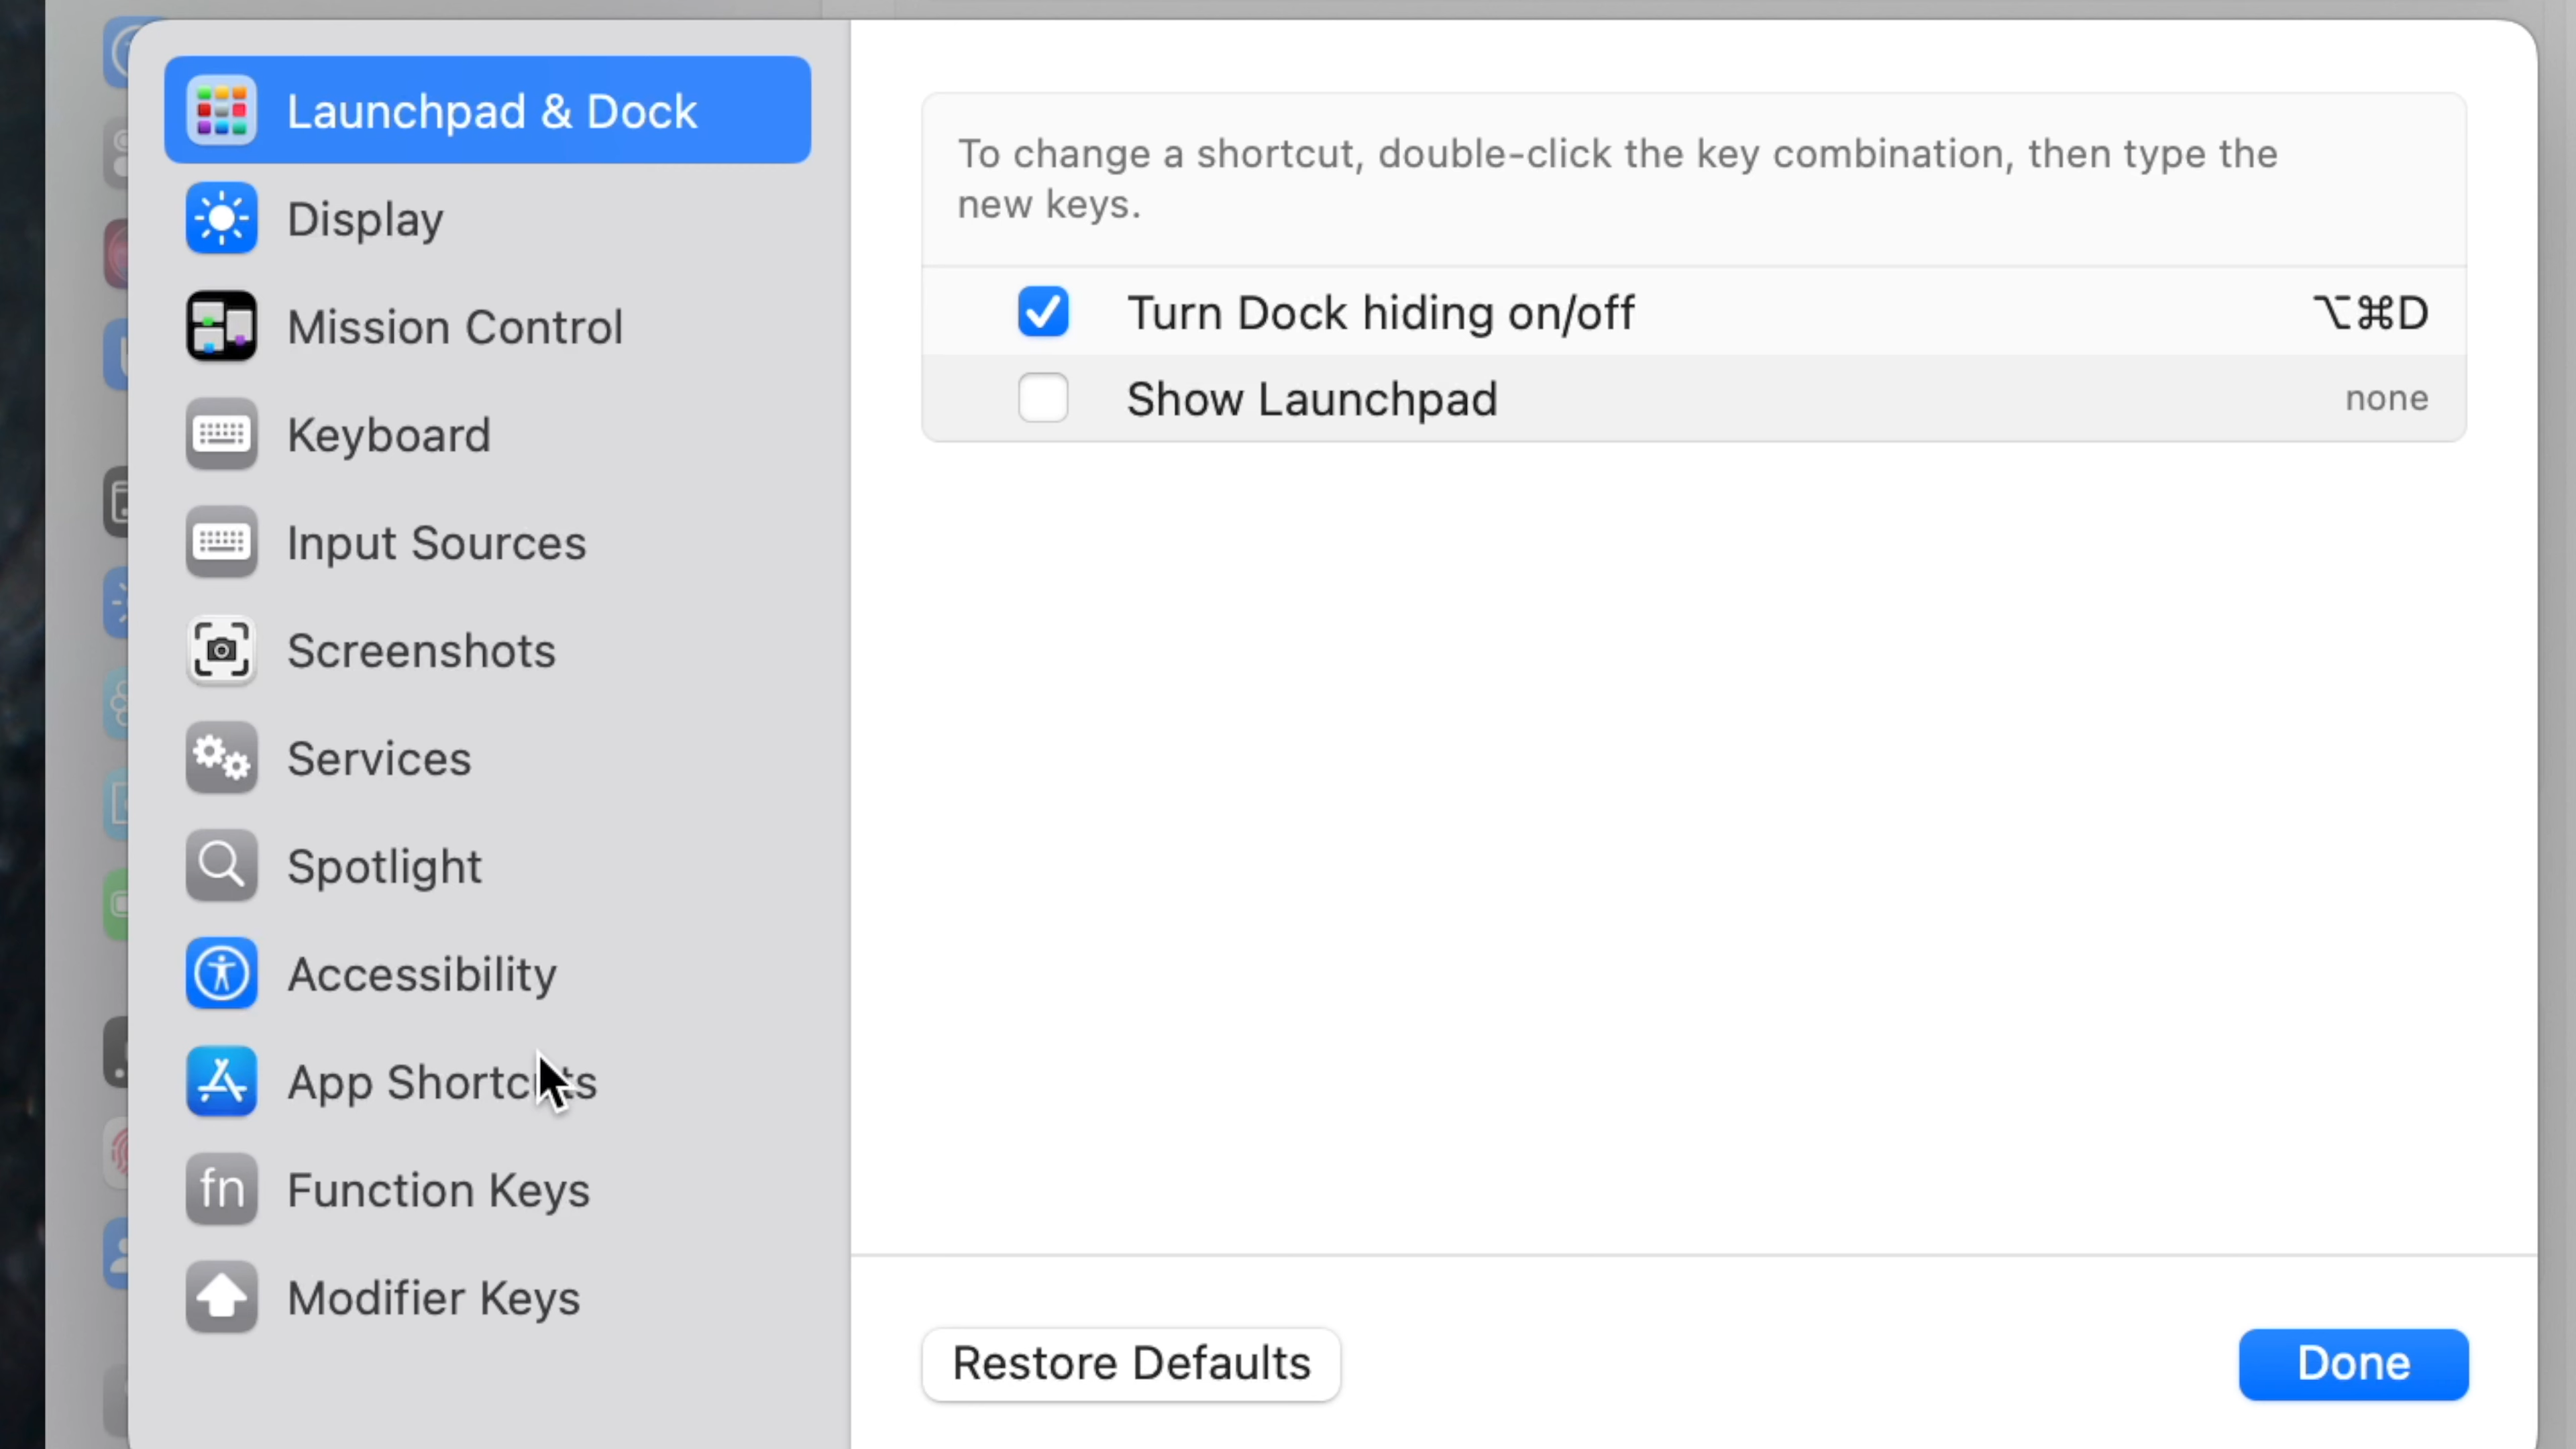 Launchpad & Dock
Display
Mission Control
Keyboard
Input Sources
Screenshots
Services
Spotlight
Accessibility
App Shortcuts
fn Function Keys
Modifier Keys
To change a shortcut, double-click the key combination, then type the
new keys.
Turn Dock hiding on/off ⌥⌘D
Show Launchpad none
Restore Defaults
Done